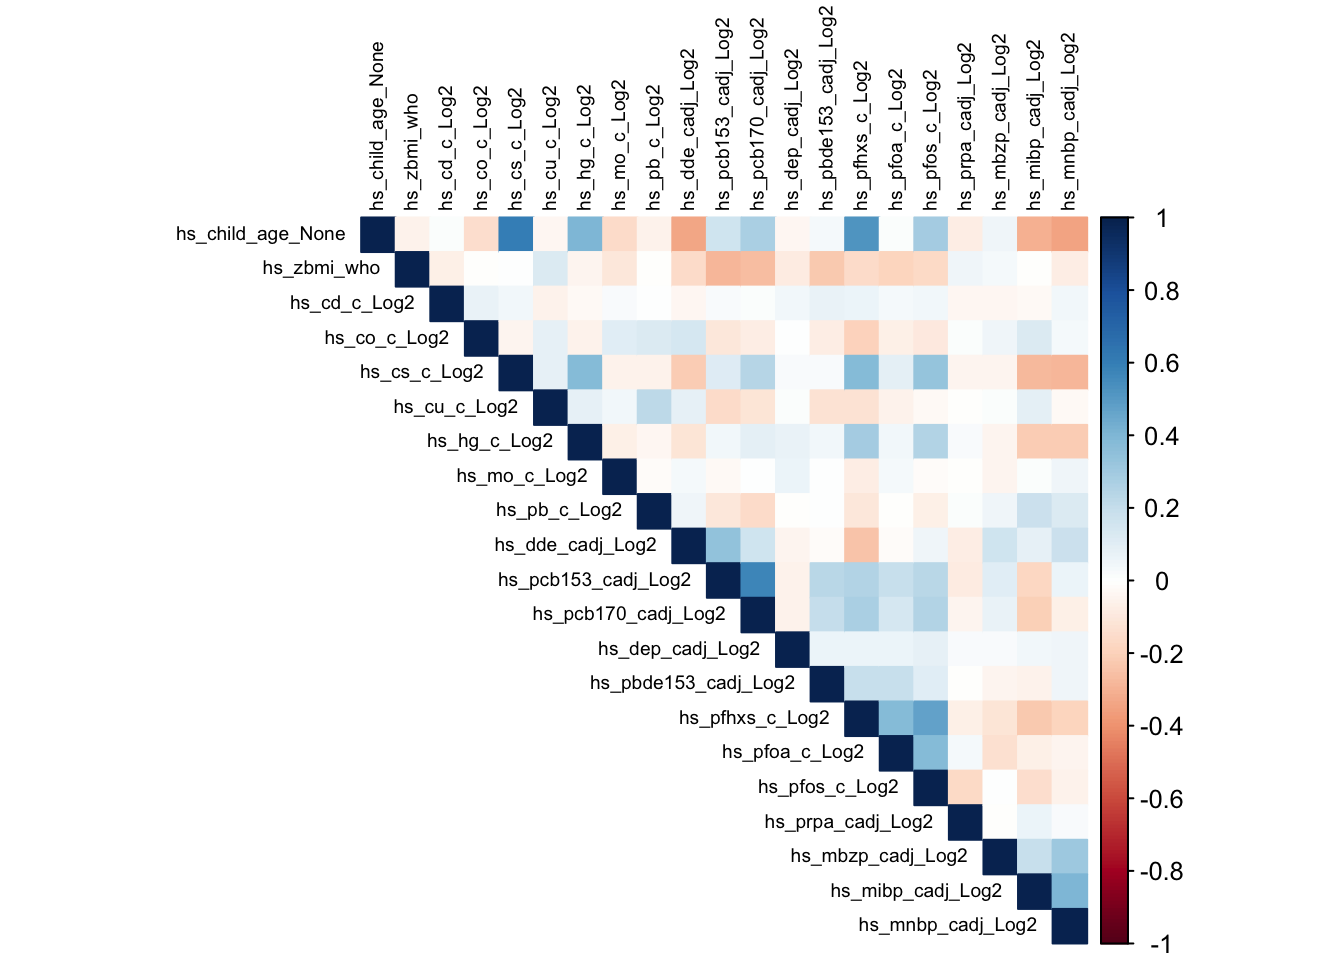 hs_child_age_None
hs_zbmi_who
hs_cd_c_Log2
hs_co_c_Log2
hs_cs_c_Log2
hs_cu_c_Log2
hs_hg_c_Log2
hs_mo_c_Log2
hs_pb_c_Log2
hs_dde_cadj_Log2
hs_pcb153_cadj_Log2
hs_pcb170_cadj_Log2
hs_dep_cadj_Log2
hs_pbde153_cadj_Log2
hs_pfhxs_c_Log2
hs_pfoa_c_Log2
hs_pfos_c_Log2
hs_prpa_cadj_Log2
hs_mbzp_cadj_Log2
hs_mibp_cadj_Log2
hs_mnbp_cadj_Log2
hs_child_age_None
hs_zbmi_who
hs_cd_c_Log2
hs_co_c_Log2
hs_cs_c_Log2
hs_cu_c_Log2
hs_hg_c_Log2
hs_mo_c_Log2
hs_pb_c_Log2
hs_dde_cadj_Log2
hs_pcb153_cadj_Log2
hs_pcb170_cadj_Log2
hs_dep_cadj_Log2
hs_pbde153_cadj_Log2
hs_pfhxs_c_Log2
hs_pfoa_c_Log2
hs_pfos_c_Log2
hs_prpa_cadj_Log2
hs_mbzp_cadj_Log2
hs_mibp_cadj_Log2
hs_mnbp_cadj_Log2
1
0.8
0.6
0.4
0.2
0
-0.2
-0.4
-0.6
-0.8
-1